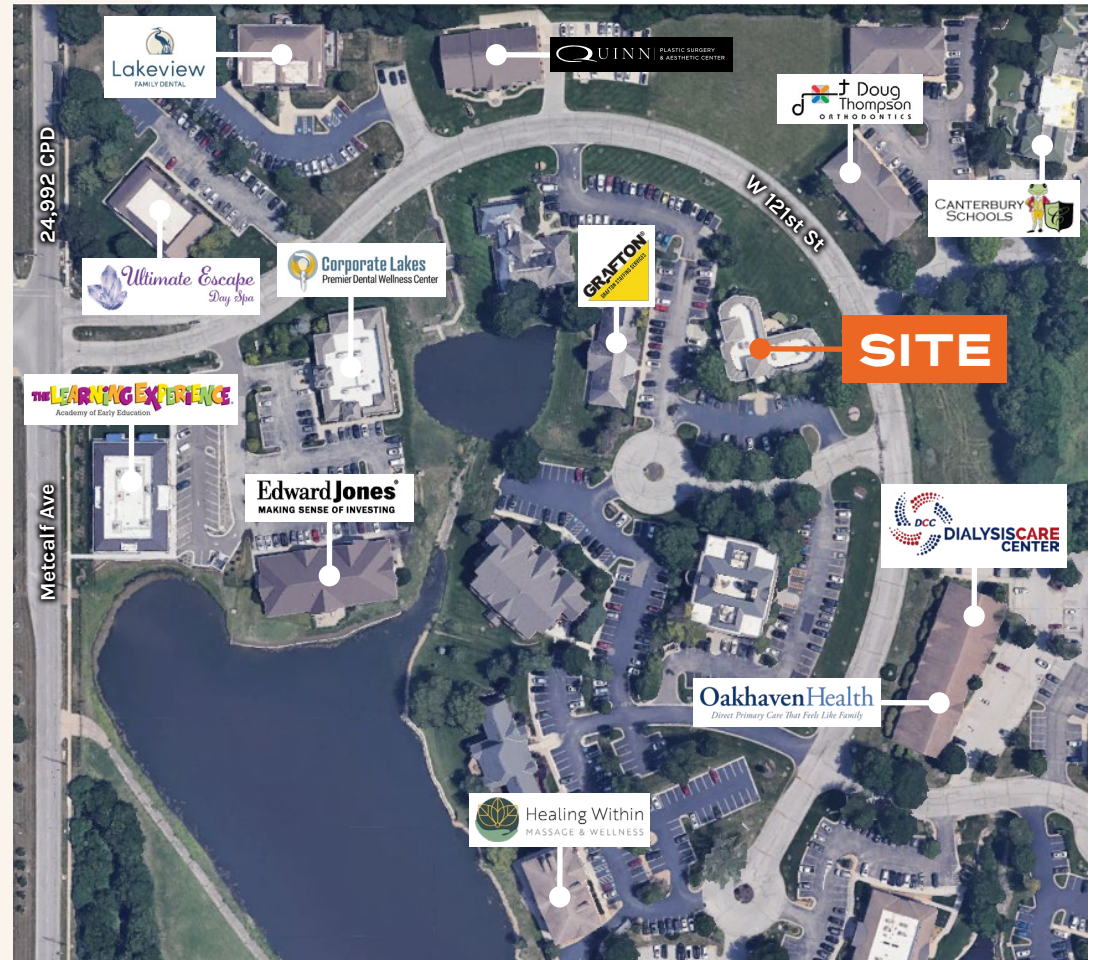 Lakeview
FAMILY DENTAL
QUINN
PLASTIC SURGERY
& AESTHETIC CENTER
Doug
Thompson
ORTHODONTICS
24,992 CPD
W 121st St
CANTERBURY
SCHOOLS
Ultimate Escape
Day Spa
Corporate Lakes
Premier Dental Wellness Center
GRAFTON®
GRAFTON STAFFING SERVICES
SITE
THE LEARNING EXPERIENCE®
Academy of Early Education
Edward Jones®
MAKING SENSE OF INVESTING
Metcalf Ave
DCC
DIALYSISCARE
CENTER
OakhavenHealth
Direct Primary Care That Feels Like Family
Healing Within
MASSAGE & WELLNESS